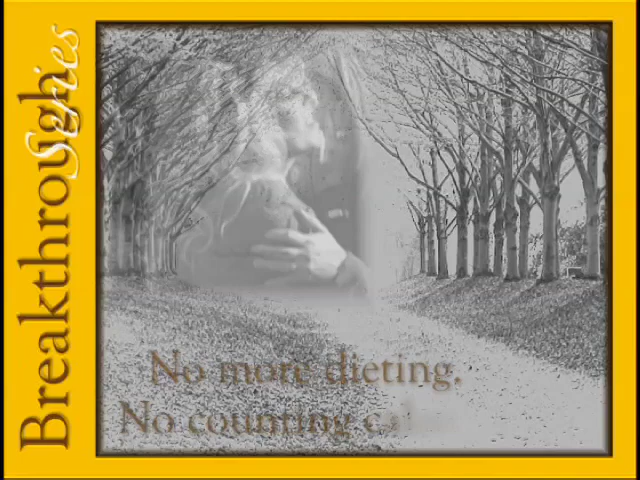 Breakthrough
Series
No more dieting.
No counting